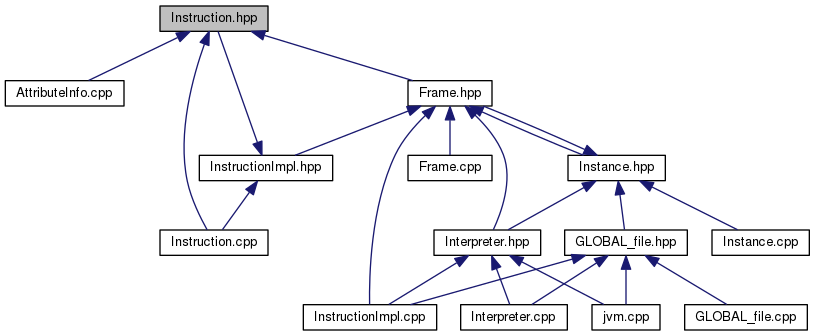 Instruction.hpp
AttributeInfo.cpp
Frame.hpp
InstructionImpl.hpp
Frame.cpp
Instance.hpp
Instruction.cpp
Interpreter.hpp
GLOBAL_file.hpp
Instance.cpp
InstructionImpl.cpp
Interpreter.cpp
jvm.cpp
GLOBAL_file.cpp